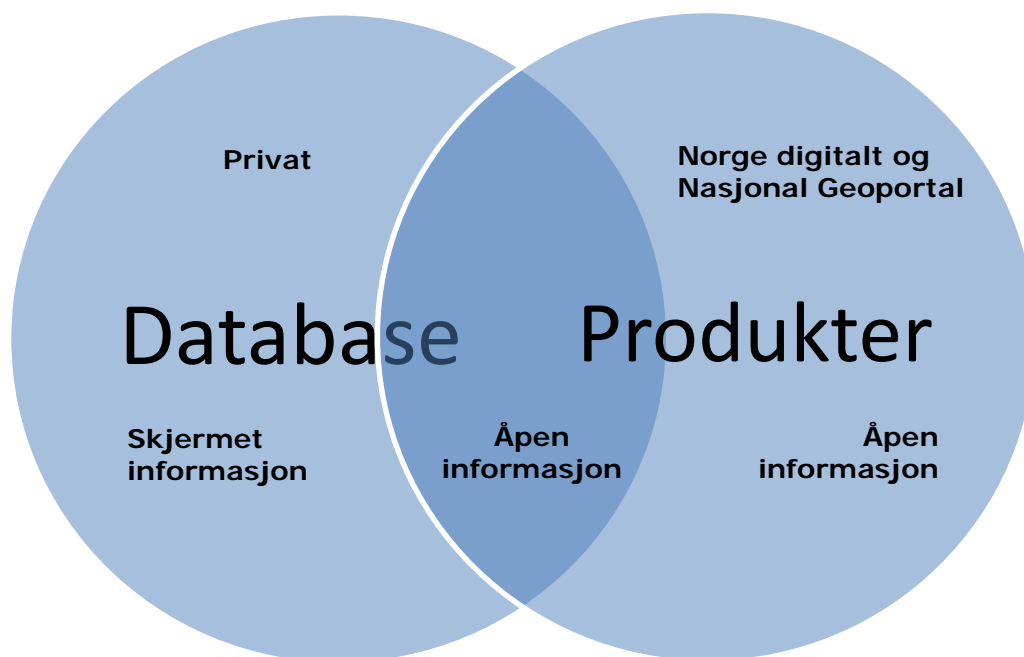 Privat
Norge digitalt og
Nasjonal Geoportal
Database
Produkter
Skjermet
informasjon
Åpen
informasjon
Åpen
informasjon